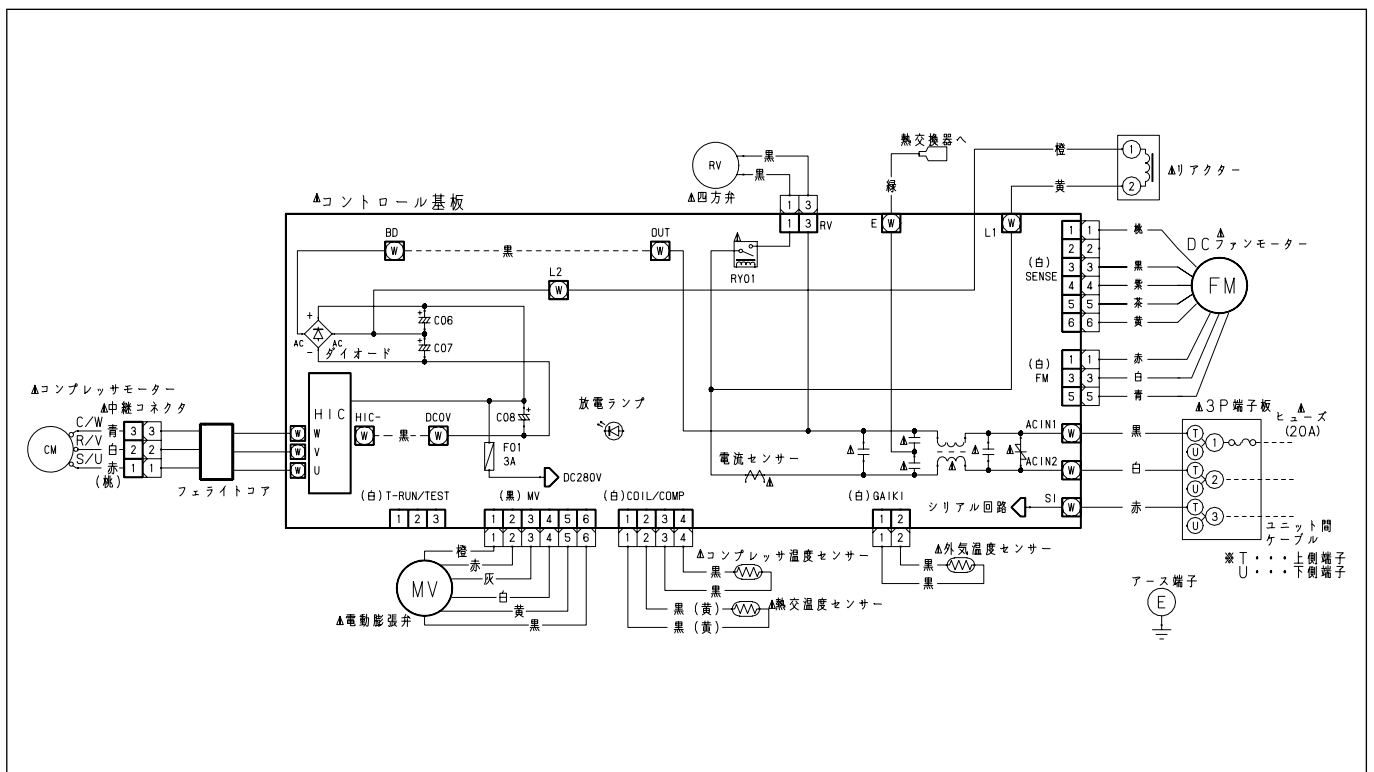 熱交換器へ
黒
黒
RV
▲四方弁
緑
橙
黄
1
2
▲リアクター
▲コントロール基板
1 3
1 3 RV
E W
L1 W
BD
W
黒
OUT
W
RY01
L2
W
(白)
SENSE
1 1 桃
2 2
3 3 黒
4 4 紫
5 5 茶
6 6 黄
▲
DCファンモーター
FM
(白)
FM
1 1 赤
3 3 白
5 5 青
+
AC AC
-
ダイオード
+ C06
+ C07
▲コンプレッサモーター
▲中継コネクタ
CM
C/W 青 3 3
R/V 白 2 2
S/U 赤 1 1
(桃)
フェライトコア
HIC
W W
W V
W U
HIC-
W
黒
DC0V
W
C08 +
F01
3A
DC280V
放電ランプ
電流センサー
▲
ACIN1 W 黒
ACIN2 W 白
シリアル回路
SI W 赤
▲3P端子板
▲
ヒューズ
(20A)
T
U
1
T
U
2
T
U
3
ユニット間
ケーブル
※T・・・上側端子
U・・・下側端子
アース端子
E
(白)T-RUN/TEST
1 2 3
(黒)MV
1 2 3 4 5 6
1 2 3 4 5 6
橙
赤
灰
白
黄
黒
MV
▲電動膨張弁
(白)COIL/COMP
1 2 3 4
1 2 3 4
▲コンプレッサ温度センサー
黒
黒
黒(黄)
▲熱交温度センサー
黒(黄)
(白)GAIKI
1 2
1 2
▲外気温度センサー
黒
黒